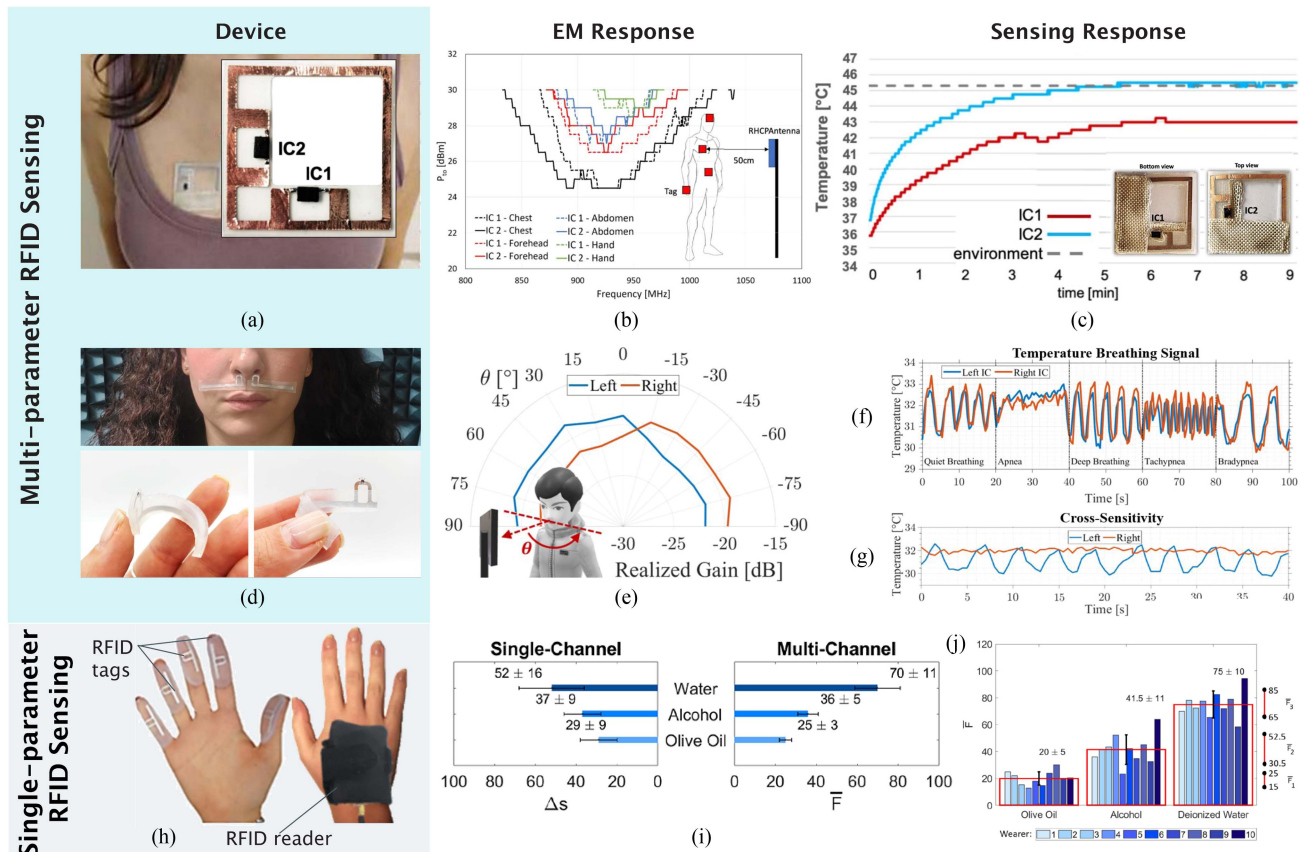 Device
EM Response
Sensing Response
Multi-parameter RFID Sensing
IC2
IC1
(a)
32
30
28
26
24
22
20
P_to [dBm]
800
850
900
950
1000
1050
1100
Frequency [MHz]
IC 1 - Chest
IC 2 - Chest
IC 1 - Forehead
IC 2 - Forehead
IC 1 - Abdomen
IC 2 - Abdomen
IC 1 - Hand
IC 2 - Hand
Tag
50cm
RHCPAntenna
(b)
47
46
45
44
43
42
41
40
39
38
37
36
35
34
Temperature [°C]
IC1
IC2
environment
Bottom view
IC1
Top view
IC2
0 1 2 3 4 5 6 7 8 9
time [min]
(c)
(d)
θ [°]
90
75
60
45
30
15
0
-15
-30
-45
-60
-75
-90
Left Right
θ
-30 -25 -20 -15
Realized Gain [dB]
(e)
(f)
Temperature Breathing Signal
Left IC Right IC
34
33
32
31
30
29
Temperature [°C]
Quiet Breathing Apnea Deep Breathing Tachypnea Bradypnea
0 10 20 30 40 50 60 70 80 90 100
Time [s]
(g)
Cross-Sensitivity
Left Right
34
32
30
Temperature [°C]
0 5 10 15 20 25 30 35 40
Time [s]
Single-parameter
RFID Sensing
RFID
tags
RFID reader
(h)
Single-Channel
Multi-Channel
52 ± 16
37 ± 9
29 ± 9
Water
Alcohol
Olive Oil
70 ± 11
36 ± 5
25 ± 3
100 80 60 40 20 0
Δs
0 20 40 60 80 100
F̅
(i)
(j)
120
100
80
60
40
20
0
F̅
20 ± 5
41.5 ± 11
75 ± 10
Olive Oil Alcohol Deionized Water
85
F̅₃
65
52.5
F̅₂
30.5
25
F̅₁
15
Wearer: 1 2 3 4 5 6 7 8 9 10